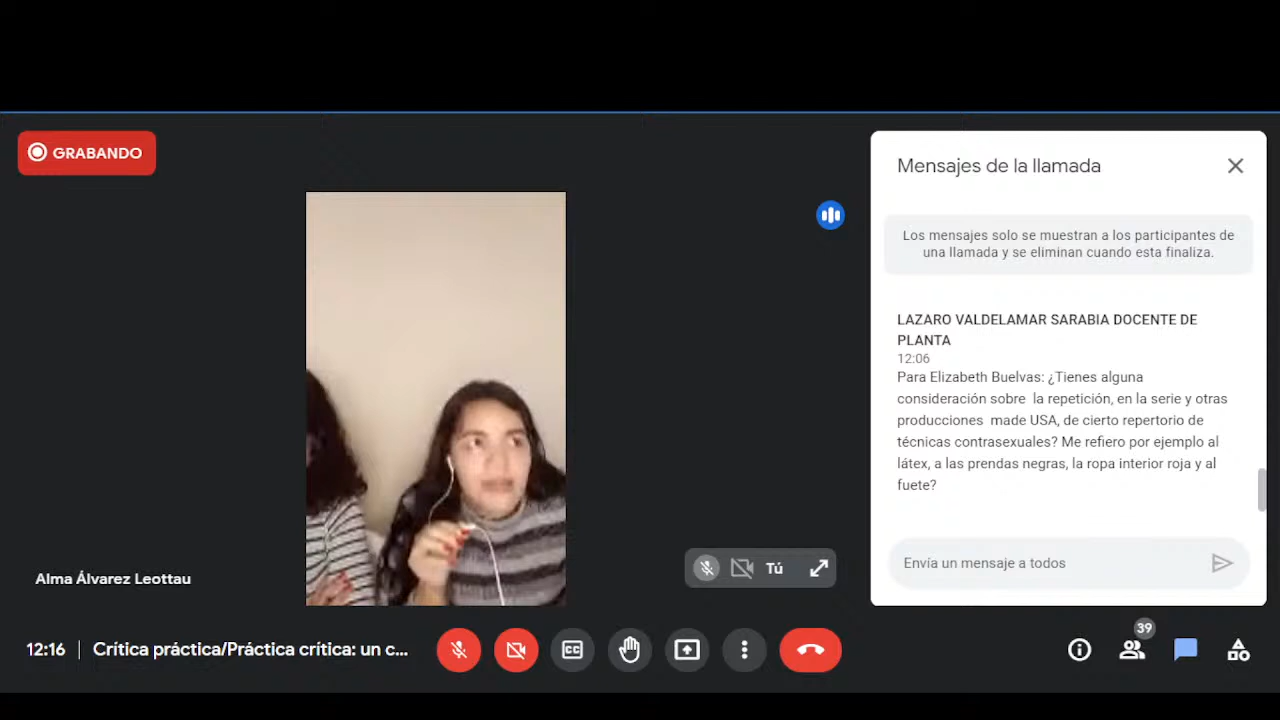 GRABANDO
Mensajes de la llamada
Los mensajes solo se muestran a los participantes de
una llamada y se eliminan cuando esta finaliza.
LAZARO VALDELAMAR SARABIA DOCENTE DE
PLANTA
12:06
Para Elizabeth Buelvas: ¿Tienes alguna
consideración sobre  la repetición, en la serie y otras
producciones  made USA, de cierto repertorio de
técnicas contrasexuales? Me refiero por ejemplo al
látex, a las prendas negras, la ropa interior roja y al
fuete?
Envía un mensaje a todos
Alma Álvarez Leottau
Tú
12:16 | Crítica práctica/Práctica crítica: un c...
CC
39